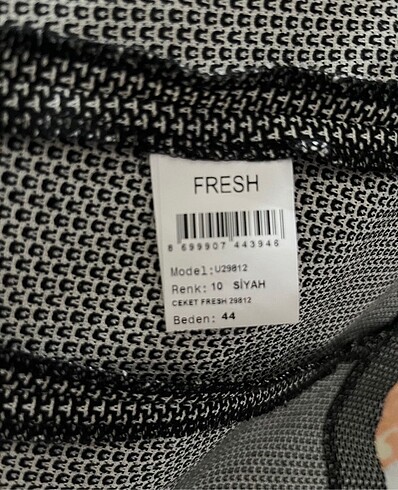 FRESH
8 699907 443946
Model:U29812
Renk: 10 SİYAH
CEKET FRESH 29812
Beden: 44